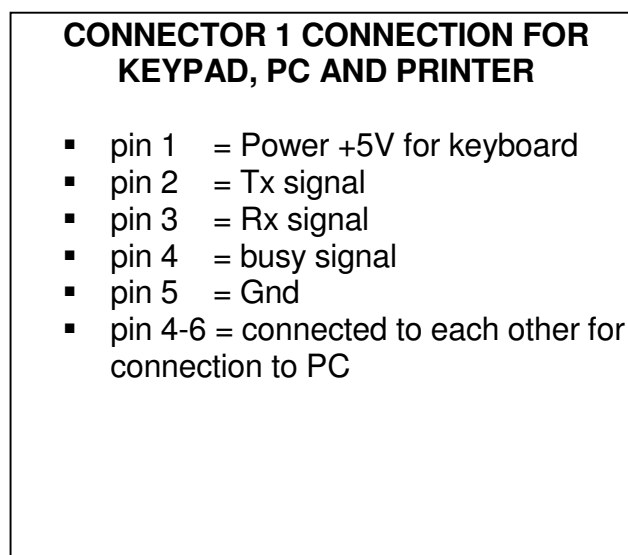 CONNECTOR 1 CONNECTION FOR
KEYPAD, PC AND PRINTER
▪ pin 1 = Power +5V for keyboard
▪ pin 2 = Tx signal
▪ pin 3 = Rx signal
▪ pin 4 = busy signal
▪ pin 5 = Gnd
▪ pin 4-6 = connected to each other for
connection to PC